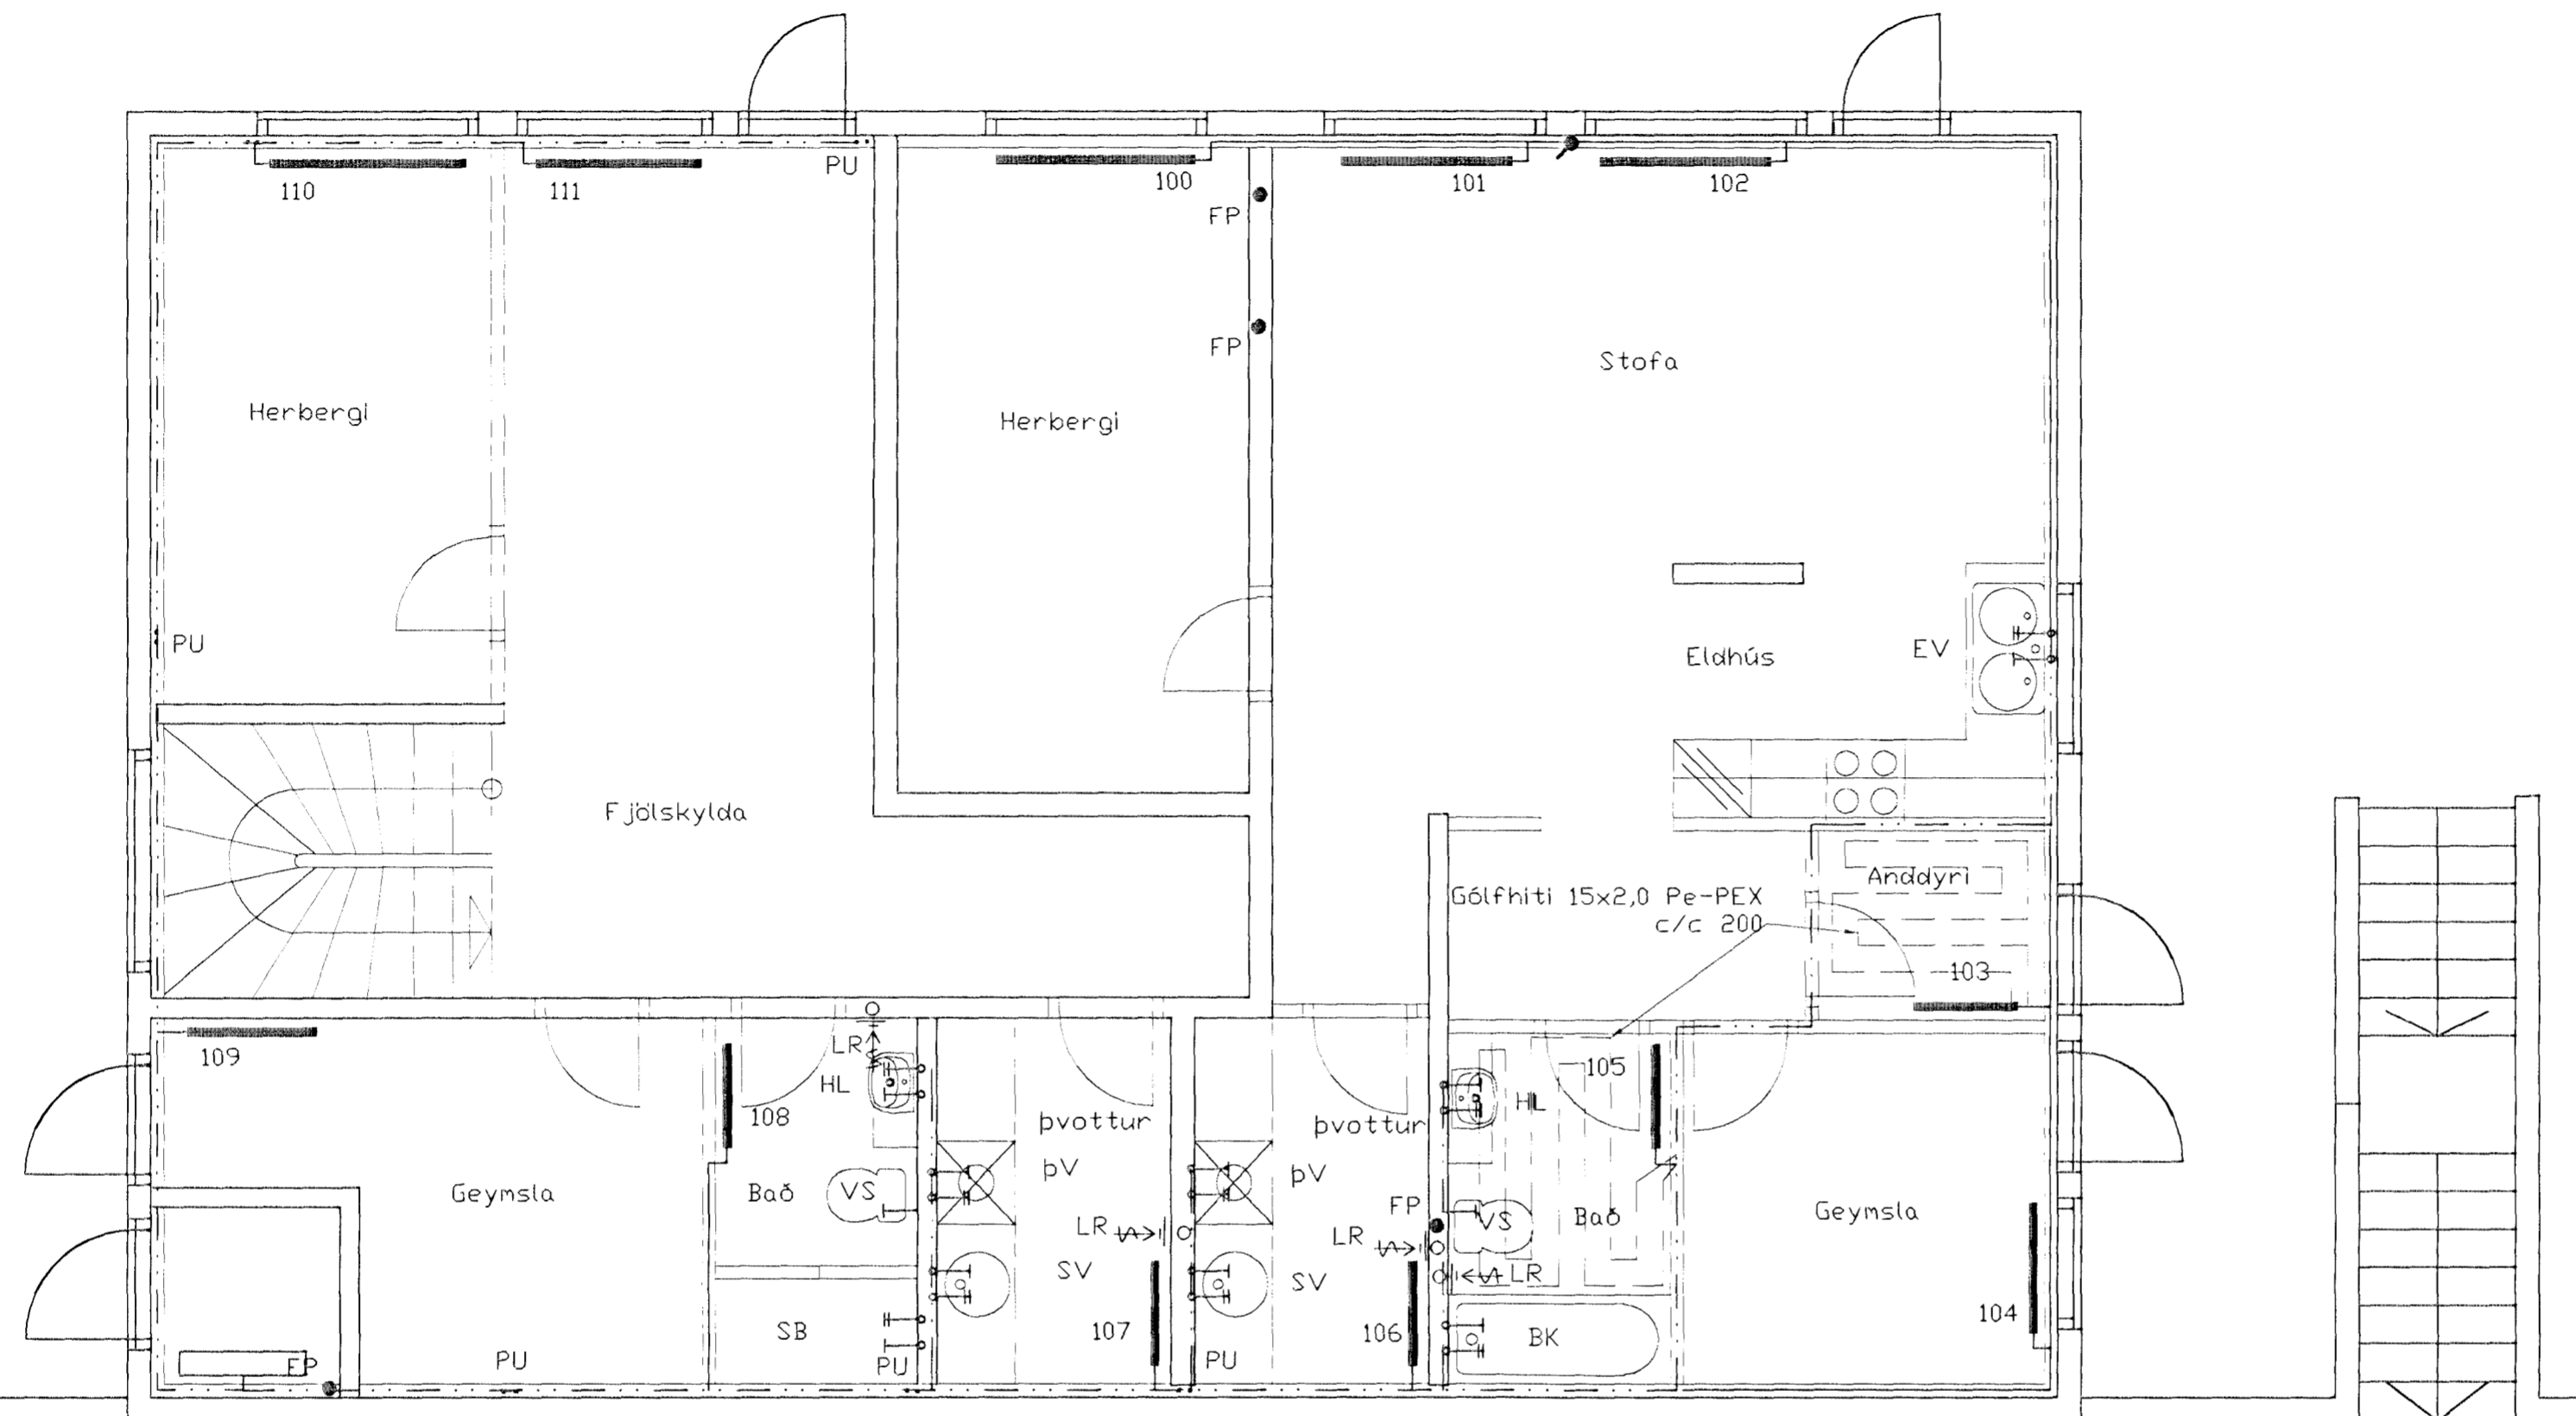 PU
110
111
100
101
102
FP
FP
Stofa
Herbergi
Herbergi
PU
Eldhús
EV
Fjölskylda
Anddyri
Gólfhiti 15x2,0 Pe-PEX
c/c 200
103
109
LR
HL
108
105
HL
þvottur
þvottur
þV
þV
Geymsla
Bað
VS
FP
VS
Bað
Geymsla
LR
LR
LR
SV
SV
104
SB
107
106
BK
FP
PU
PU
PU